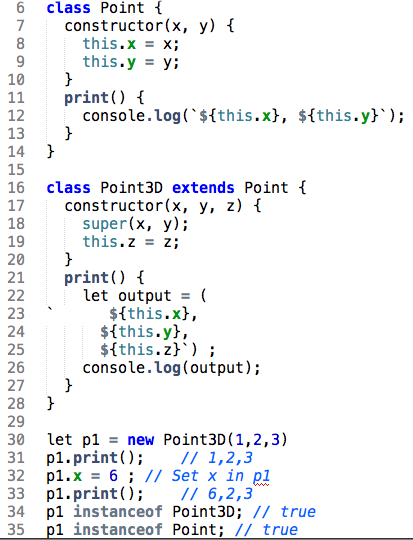 6 class Point {
7   constructor(x, y) {
8     this.x = x;
9     this.y = y;
10   }
11   print() {
12     console.log(`${this.x}, ${this.y}`);
13   }
14 }
15
16 class Point3D extends Point {
17   constructor(x, y, z) {
18     super(x, y);
19     this.z = z;
20   }
21   print() {
22     let output = (
23 `      ${this.x},
24       ${this.y},
25       ${this.z}`) ;
26     console.log(output);
27   }
28 }
29
30 let p1 = new Point3D(1,2,3)
31 p1.print();    // 1,2,3
32 p1.x = 6 ; // Set x in p1
33 p1.print();    // 6,2,3
34 p1 instanceof Point3D; // true
35 p1 instanceof Point; // true